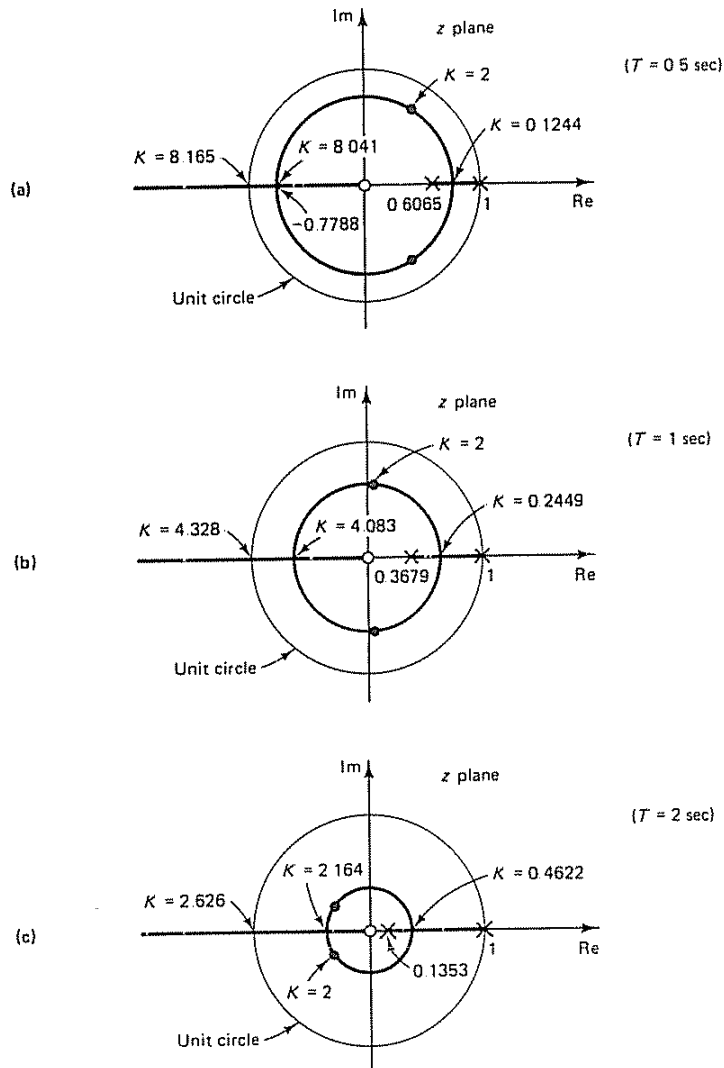 Im
z plane
(T = 0 5 sec)
K = 2
K = 0 1244
K = 8 041
K = 8.165
(a)
0 6065
1
Re
-0.7788
Unit circle
Im
z plane
(T = 1 sec)
K = 2
K = 0.2449
K = 4.328
K = 4.083
(b)
0.3679
1
Re
Unit circle
Im
z plane
(T = 2 sec)
K = 2 164
K = 0.4622
K = 2.626
(c)
1
Re
0.1353
K = 2
Unit circle